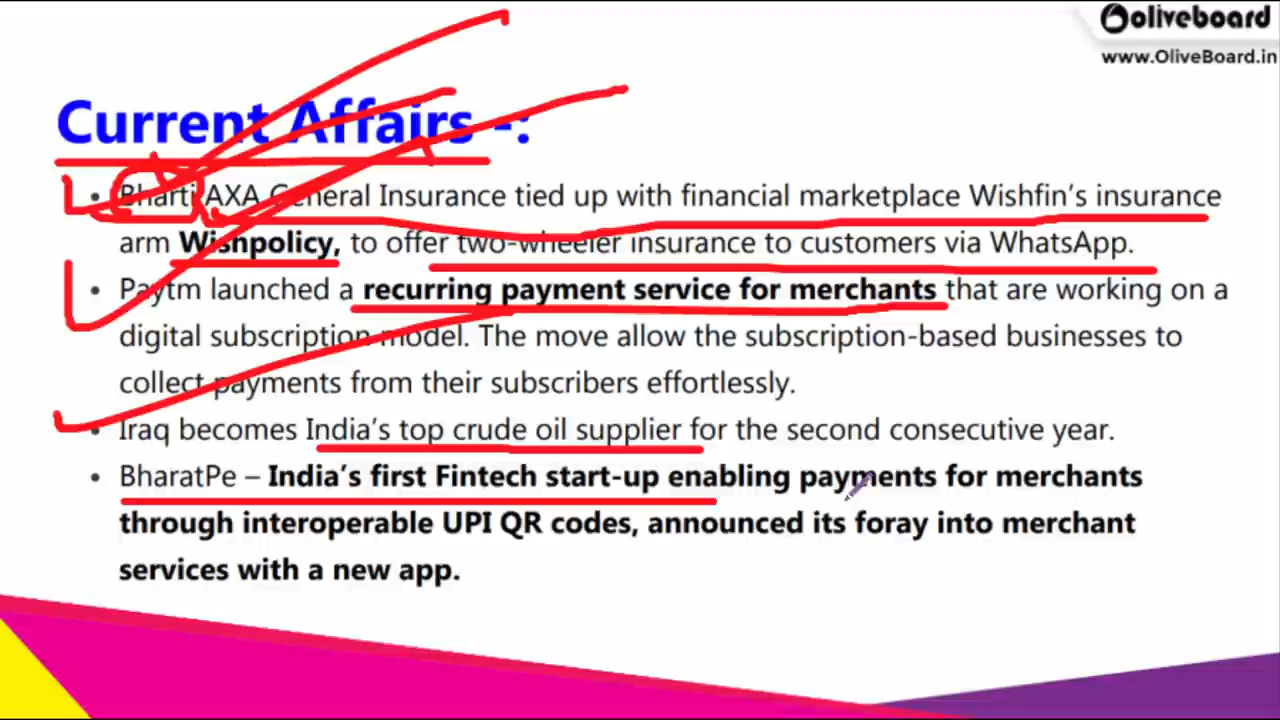 oliveboard
www.OliveBoard.in
Current Affairs -:
• Bharti AXA General Insurance tied up with financial marketplace Wishfin's insurance
arm Wishpolicy, to offer two-wheeler insurance to customers via WhatsApp.
• Paytm launched a recurring payment service for merchants that are working on a
digital subscription model. The move allow the subscription-based businesses to
collect payments from their subscribers effortlessly.
• Iraq becomes India's top crude oil supplier for the second consecutive year.
• BharatPe – India's first Fintech start-up enabling payments for merchants
through interoperable UPI QR codes, announced its foray into merchant
services with a new app.